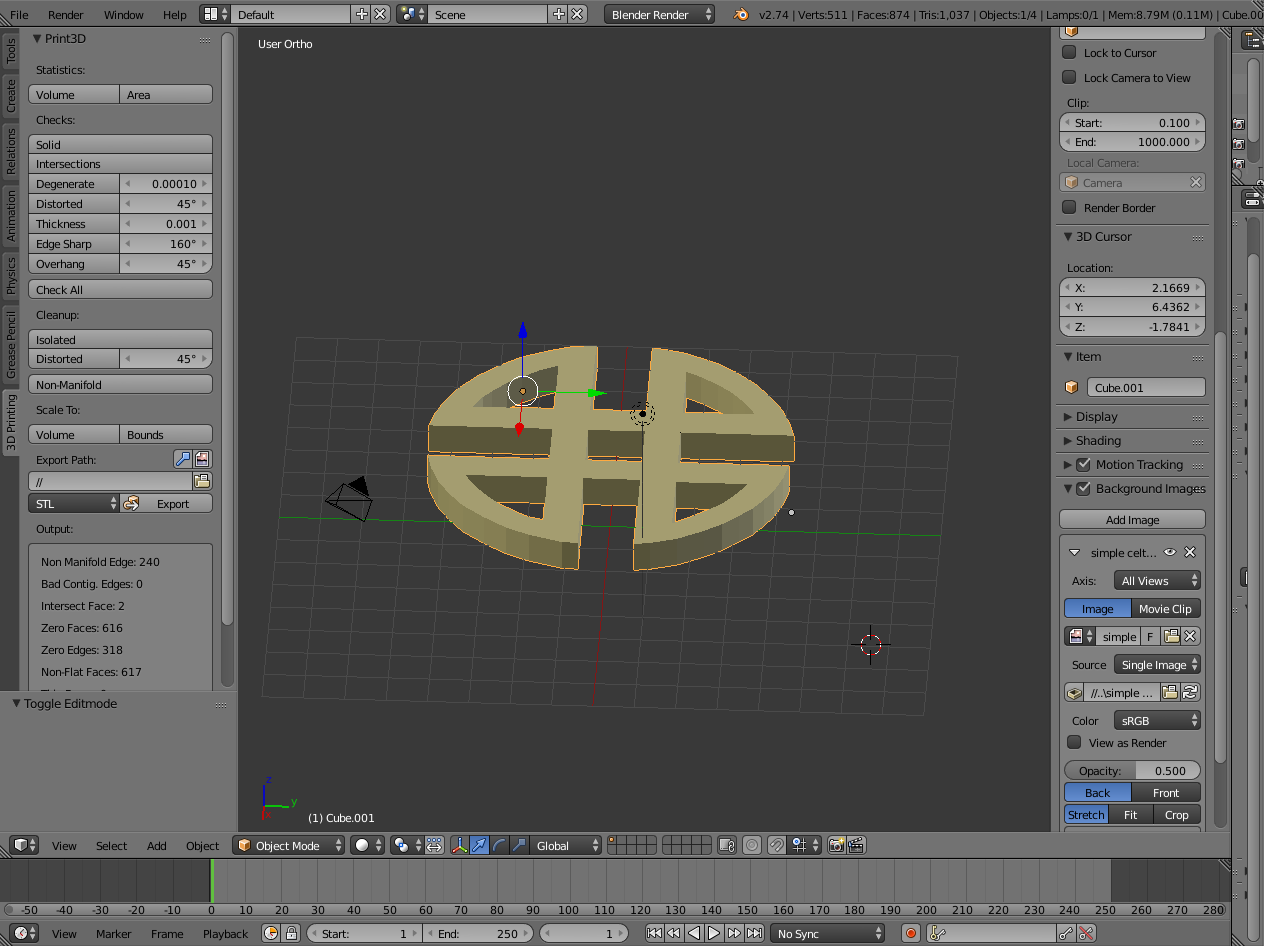 File Render Window Help Default Scene Blender Render v2.74 | Verts:511 | Faces:874 | Tris:1,037 | Objects:1/4 | Lamps:0/1 | Mem:8.79M (0.11M) | Cube.00
Tools
Create
Relations
Animation
Physics
Grease Pencil
3D Printing
Print3D
Statistics:
Volume Area
Checks:
Solid
Intersections
Degenerate 0.00010
Distorted 45°
Thickness 0.001
Edge Sharp 160°
Overhang 45°
Check All
Cleanup:
Isolated
Distorted 45°
Non-Manifold
Scale To:
Volume Bounds
Export Path:
//
STL Export
Output:
Non Manifold Edge: 240
Bad Contig. Edges: 0
Intersect Face: 2
Zero Faces: 616
Zero Edges: 318
Non-Flat Faces: 617
Toggle Editmode
User Ortho
z
y
(1) Cube.001
Lock to Cursor
Lock Camera to View
Clip:
Start: 0.100
End: 1000.000
Local Camera:
Camera
Render Border
3D Cursor
Location:
X: 2.1669
Y: 6.4362
Z: -1.7841
Item
Cube.001
Display
Shading
Motion Tracking
Background Images
Add Image
simple celt...
Axis: All Views
Image Movie Clip
simple F
Source Single Image
//..\simple ...
Color sRGB
View as Render
Opacity: 0.500
Back Front
Stretch Fit Crop
View Select Add Object Object Mode Global
-50 -40 -30 -20 -10 0 10 20 30 40 50 60 70 80 90 100 110 120 130 140 150 160 170 180 190 200 210 220 230 240 250 260 270 280
View Marker Frame Playback Start: 1 End: 250 1 No Sync